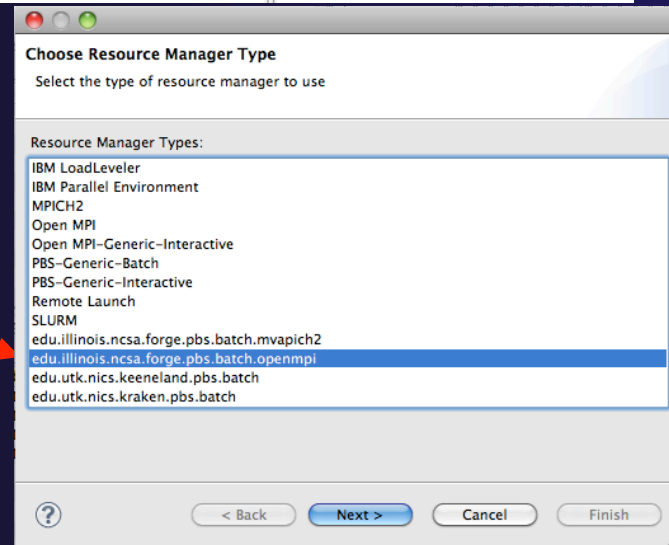 Choose Resource Manager Type
Select the type of resource manager to use
Resource Manager Types:
IBM LoadLeveler
IBM Parallel Environment
MPICH2
Open MPI
Open MPI-Generic-Interactive
PBS-Generic-Batch
PBS-Generic-Interactive
Remote Launch
SLURM
edu.illinois.ncsa.forge.pbs.batch.mvapich2
edu.illinois.ncsa.forge.pbs.batch.openmpi
edu.utk.nics.keeneland.pbs.batch
edu.utk.nics.kraken.pbs.batch
? < Back Next > Cancel Finish